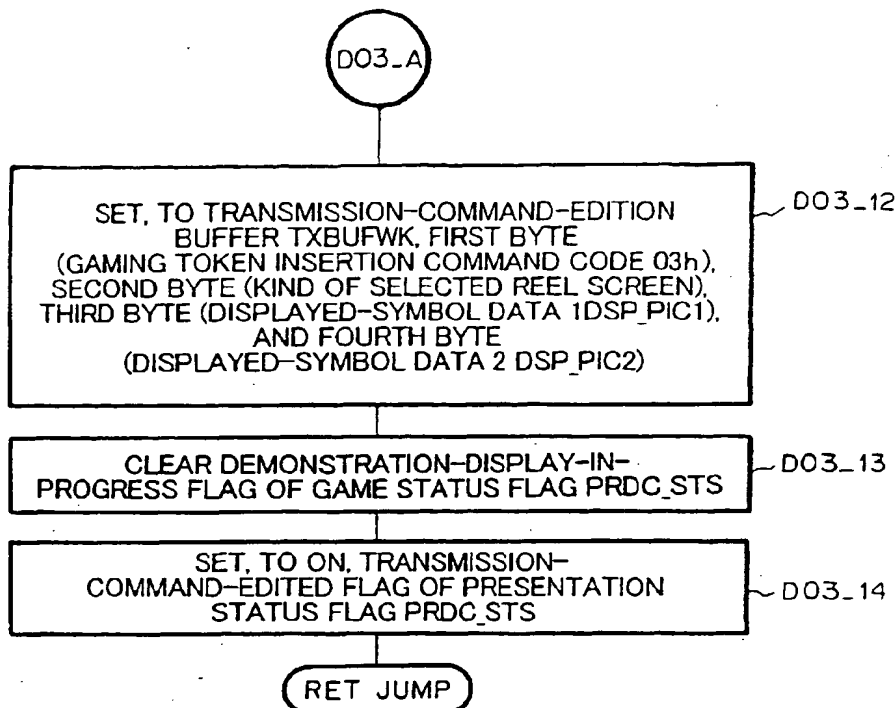 D03_A
SET, TO TRANSMISSION-COMMAND-EDITION
BUFFER TXBUFWK, FIRST BYTE
(GAMING TOKEN INSERTION COMMAND CODE 03h),
SECOND BYTE (KIND OF SELECTED REEL SCREEN),
THIRD BYTE (DISPLAYED-SYMBOL DATA 1DSP_PIC1),
AND FOURTH BYTE
(DISPLAYED-SYMBOL DATA 2 DSP_PIC2)
D03_12
CLEAR DEMONSTRATION-DISPLAY-IN-
PROGRESS FLAG OF GAME STATUS FLAG PRDC_STS
D03_13
SET, TO ON, TRANSMISSION-
COMMAND-EDITED FLAG OF PRESENTATION
STATUS FLAG PRDC_STS
D03_14
RET JUMP